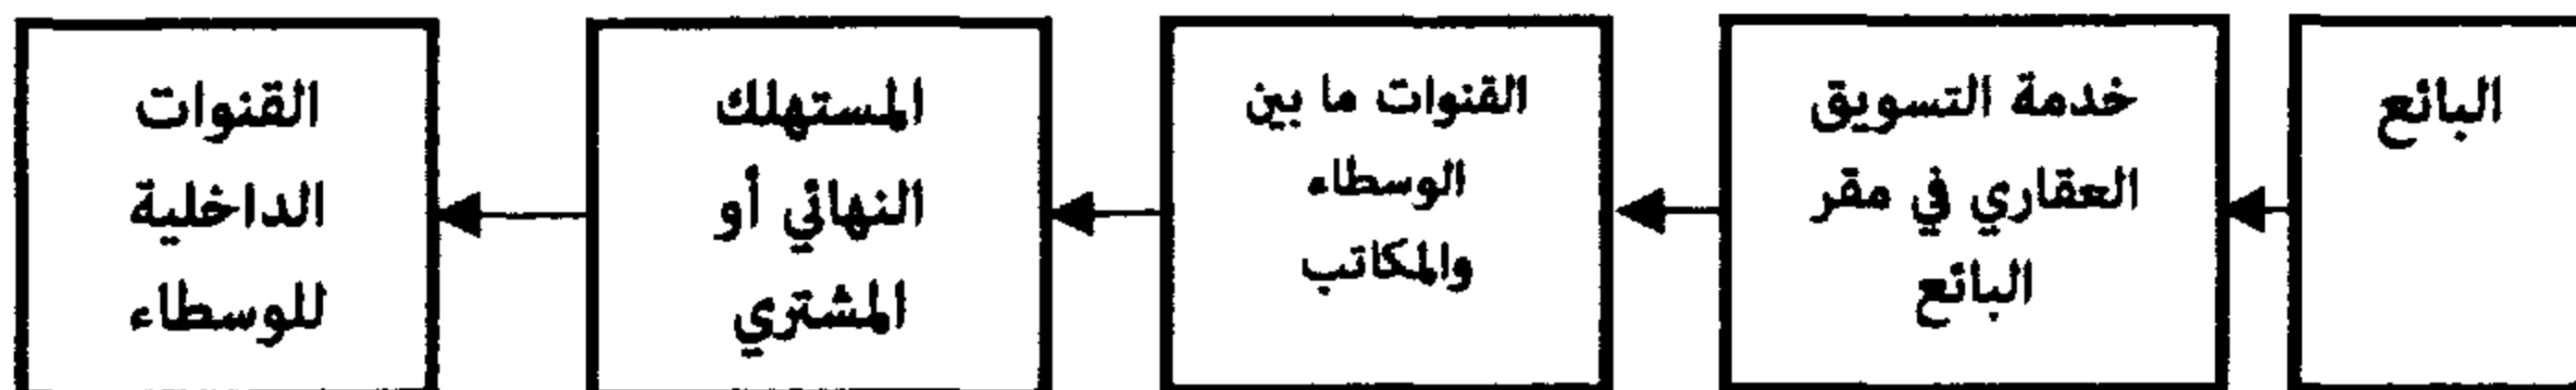 البائع
خدمة التسويق
العقاري في مقر
البائع
القنوات ما بين
الوسطاء
والمكاتب
المستهلك
النهائي أو
المشتري
القنوات
الداخلية
للوسطاء